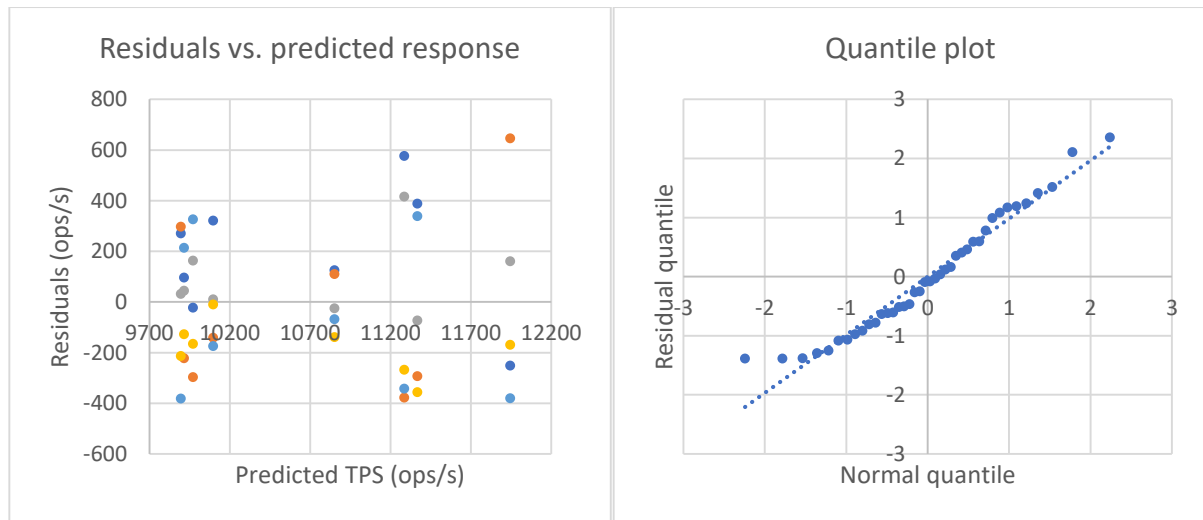 Residuals vs. predicted response
800
600
400
200
0
-200
-400
-600
9700 10200 10700 11200 11700 12200
Residuals (ops/s)
Predicted TPS (ops/s)
Quantile plot
3
2
1
0
-1
-2
-3
-3 -2 -1 0 1 2 3
Residual quantile
Normal quantile